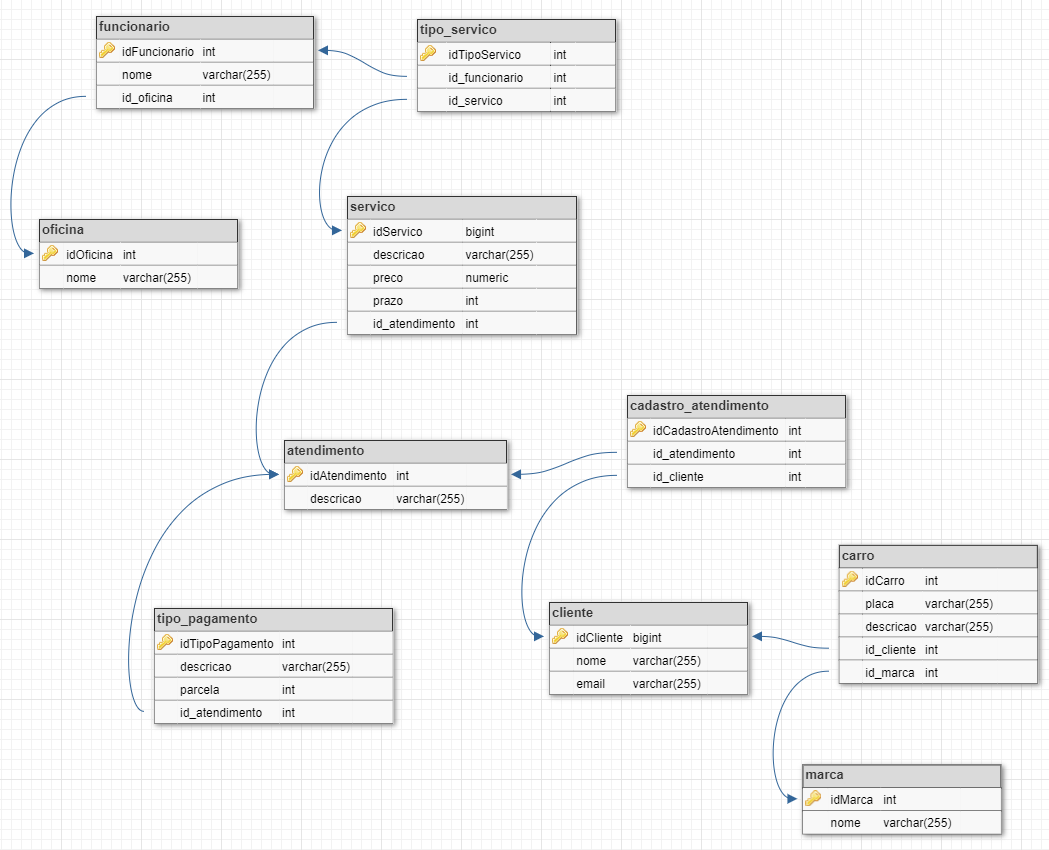 funcionario
idFuncionario int
nome varchar(255)
id_oficina int
tipo_servico
idTipoServico int
id_funcionario int
id_servico int
servico
idServico bigint
descricao varchar(255)
preco numeric
prazo int
id_atendimento int
oficina
idOficina int
nome varchar(255)
cadastro_atendimento
idCadastroAtendimento int
id_atendimento int
id_cliente int
atendimento
idAtendimento int
descricao varchar(255)
carro
idCarro int
placa varchar(255)
descricao varchar(255)
id_cliente int
id_marca int
cliente
idCliente bigint
nome varchar(255)
email varchar(255)
tipo_pagamento
idTipoPagamento int
descricao varchar(255)
parcela int
id_atendimento int
marca
idMarca int
nome varchar(255)